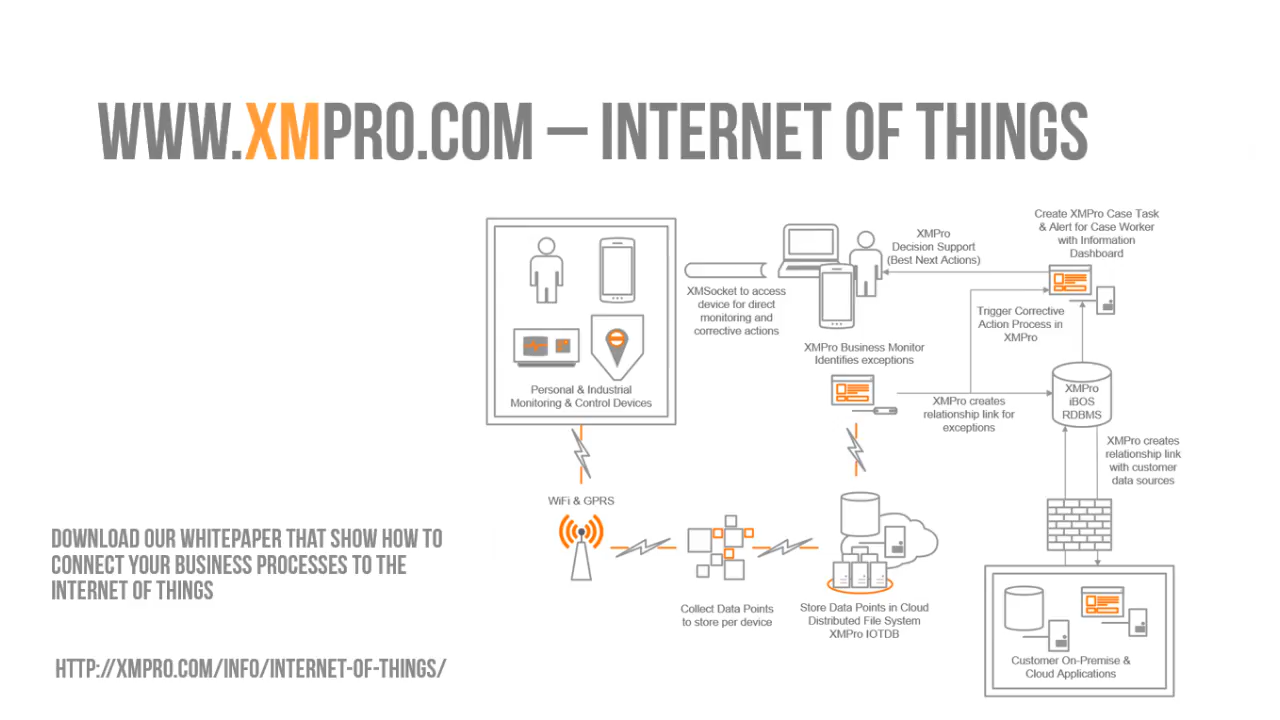 WWW.XMPRO.COM – INTERNET OF THINGS
Create XMPro Case Task
& Alert for Case Worker
with Information
Dashboard
XMPro
Decision Support
(Best Next Actions)
XMSocket to access
device for direct
monitoring and
corrective actions
Trigger Corrective
Action Process in
XMPro
XMPro Business Monitor
Identifies exceptions
Personal & Industrial
Monitoring & Control Devices
XMPro
iBOS
RDBMS
XMPro creates
relationship link for
exceptions
XMPro creates
relationship link
with customer
data sources
WiFi & GPRS
Collect Data Points
to store per device
Store Data Points in Cloud
Distributed File System
XMPro IOTDB
Customer On-Premise &
Cloud Applications
DOWNLOAD OUR WHITEPAPER THAT SHOW HOW TO
CONNECT YOUR BUSINESS PROCESSES TO THE
INTERNET OF THINGS
HTTP://XMPRO.COM/INFO/INTERNET-OF-THINGS/